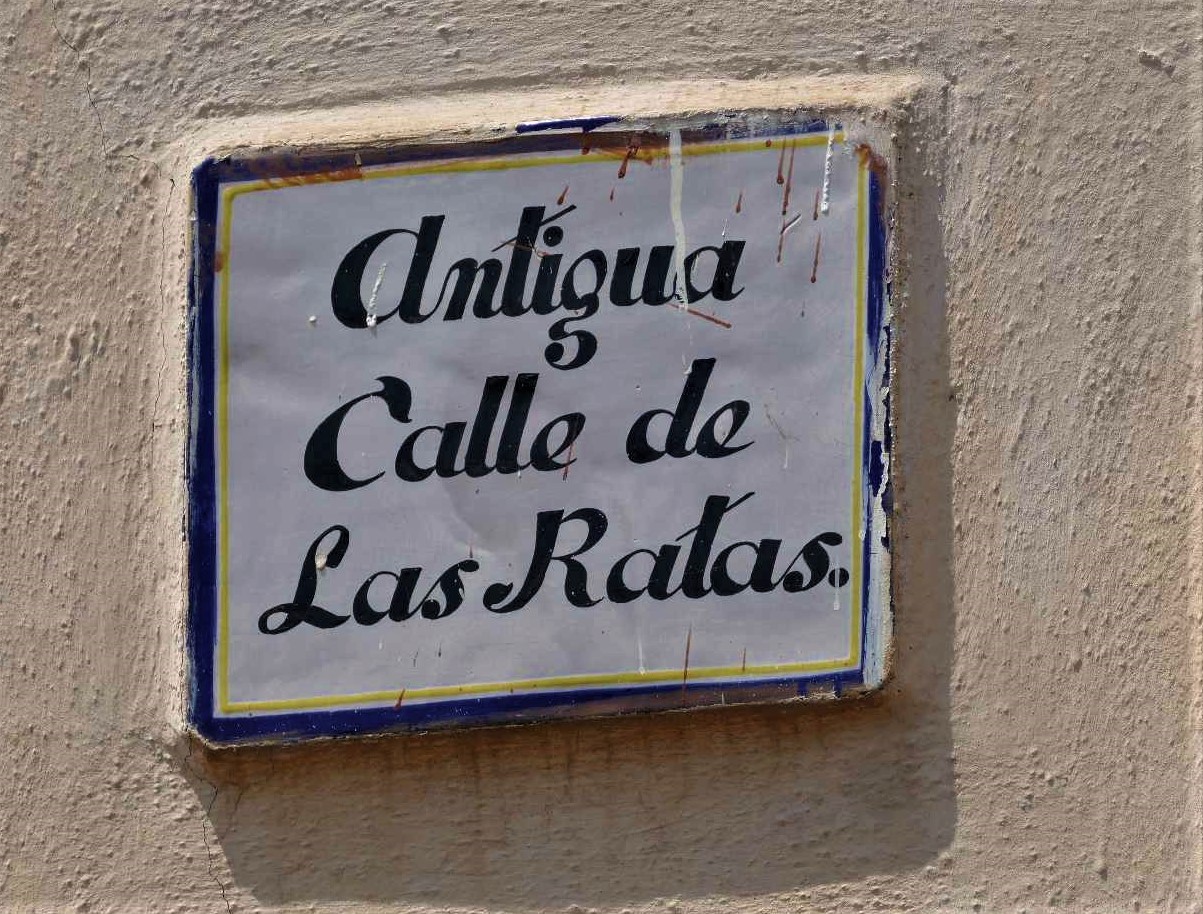 Antigua
Calle de
Las Ratas.